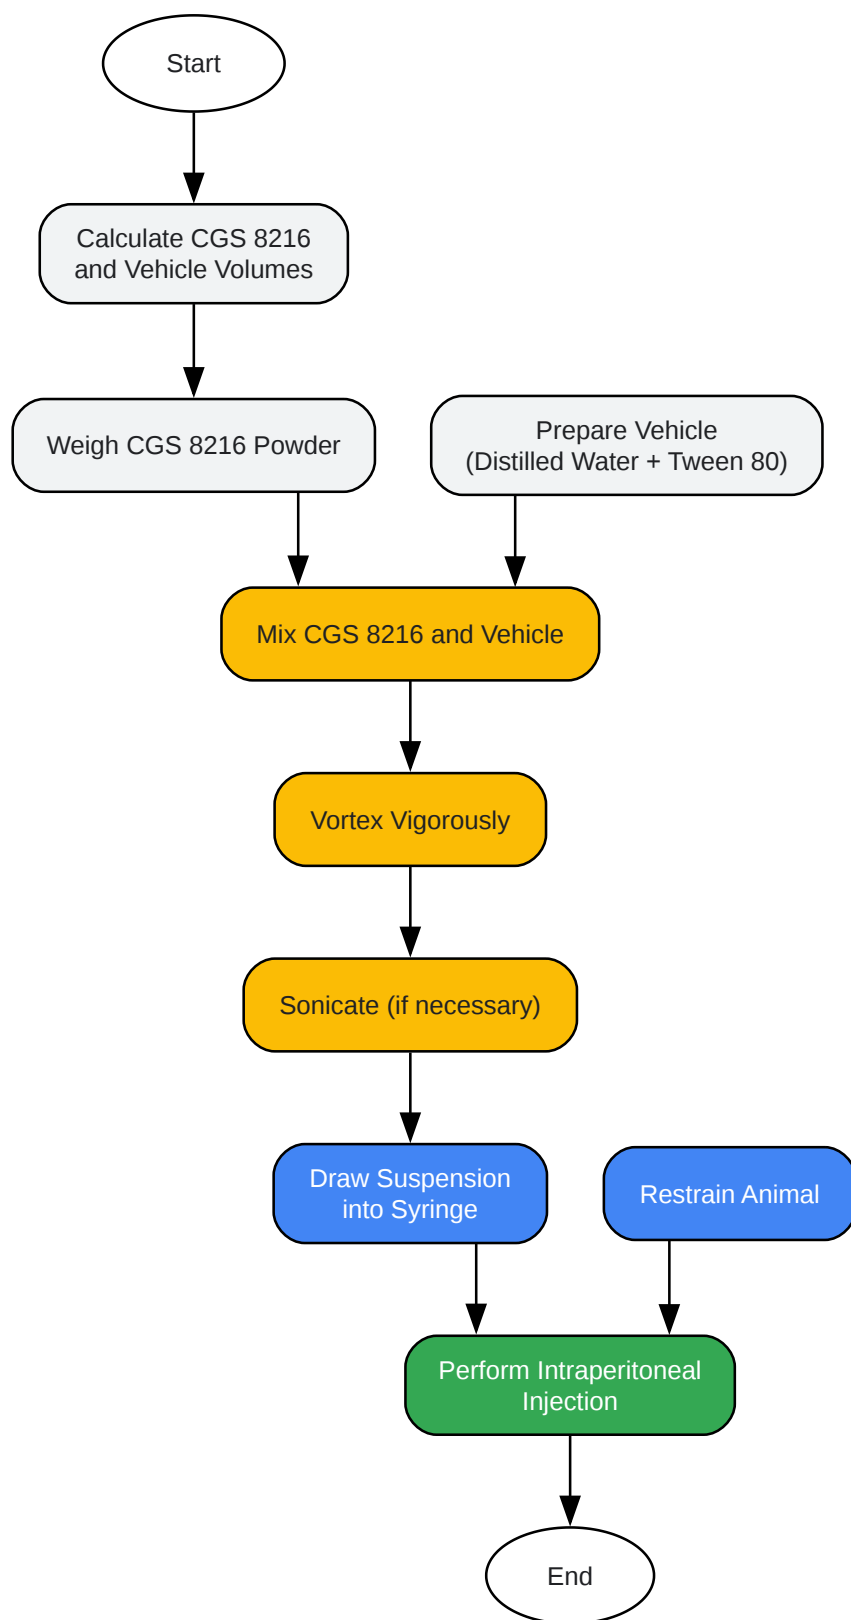 Start
Calculate CGS 8216
and Vehicle Volumes
Weigh CGS 8216 Powder
Prepare Vehicle
(Distilled Water + Tween 80)
Mix CGS 8216 and Vehicle
Vortex Vigorously
Sonicate (if necessary)
Draw Suspension
into Syringe
Restrain Animal
Perform Intraperitoneal
Injection
End